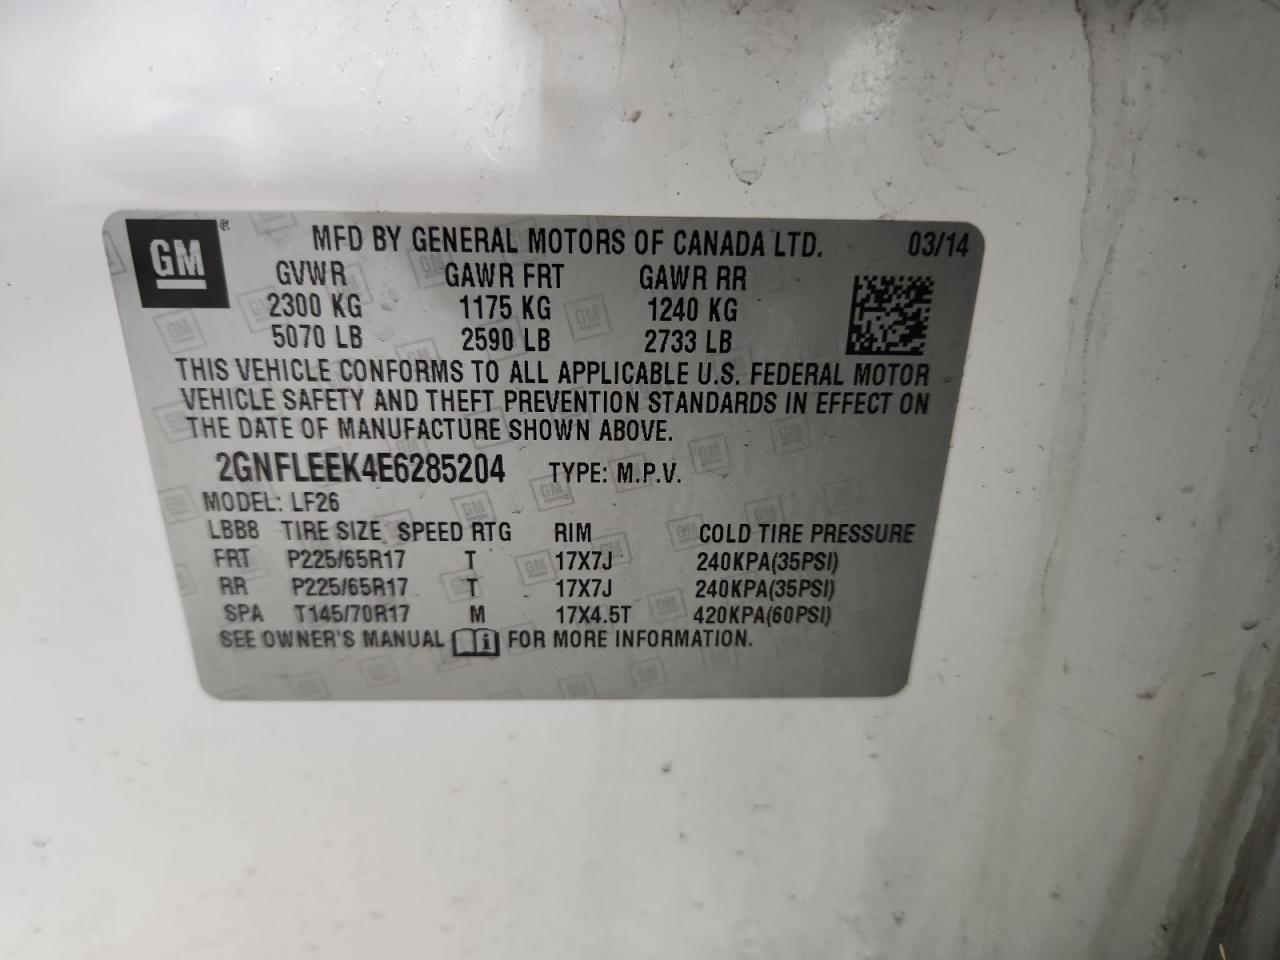 GM ® MFD BY GENERAL MOTORS OF CANADA LTD. 03/14
GVWR GAWR FRT GAWR RR
2300 KG 1175 KG 1240 KG
5070 LB 2590 LB 2733 LB
THIS VEHICLE CONFORMS TO ALL APPLICABLE U.S. FEDERAL MOTOR
VEHICLE SAFETY AND THEFT PREVENTION STANDARDS IN EFFECT ON
THE DATE OF MANUFACTURE SHOWN ABOVE.
2GNFLEEK4E6285204 TYPE: M.P.V.
MODEL: LF26
LBB8 TIRE SIZE SPEED RTG RIM COLD TIRE PRESSURE
FRT P225/65R17 T 17X7J 240KPA(35PSI)
RR P225/65R17 T 17X7J 240KPA(35PSI)
SPA T145/70R17 M 17X4.5T 420KPA(60PSI)
SEE OWNER'S MANUAL i FOR MORE INFORMATION.